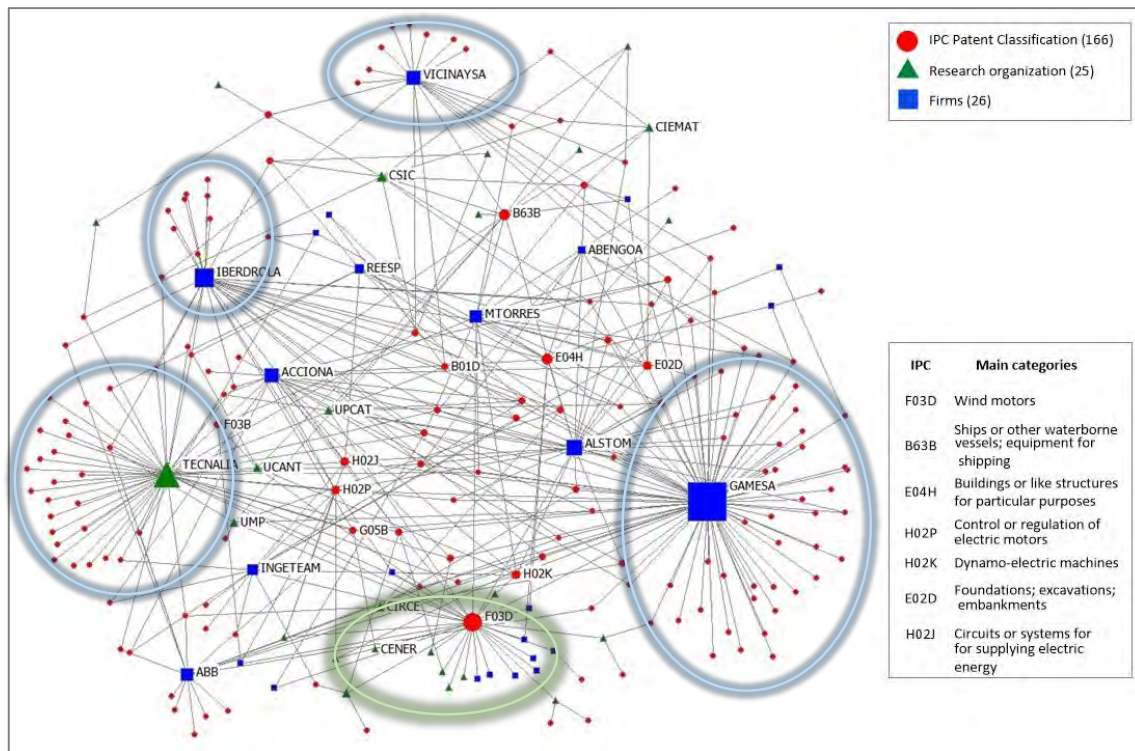 IPC Patent Classification (166)
Research organization (25)
Firms (26)
VICINAYSA
CIEMAT
CSIC
B63B
ABENGOA
REESP
IBERDROLA
MTORRES
E04H
E02D
B01D
ACCIONA
UPCAT
F03B
ALSTOM
H02J
TECNALIA
UCANT
GAMESA
H02P
UMP
G05B
INGETEAM
H02K
CIRCE
F03D
CENER
ABB
IPC Main categories
F03D Wind motors
B63B Ships or other waterborne
vessels; equipment for
shipping
E04H Buildings or like structures
for particular purposes
H02P Control or regulation of
electric motors
H02K Dynamo-electric machines
E02D Foundations; excavations;
embankments
H02J Circuits or systems for
supplying electric
energy